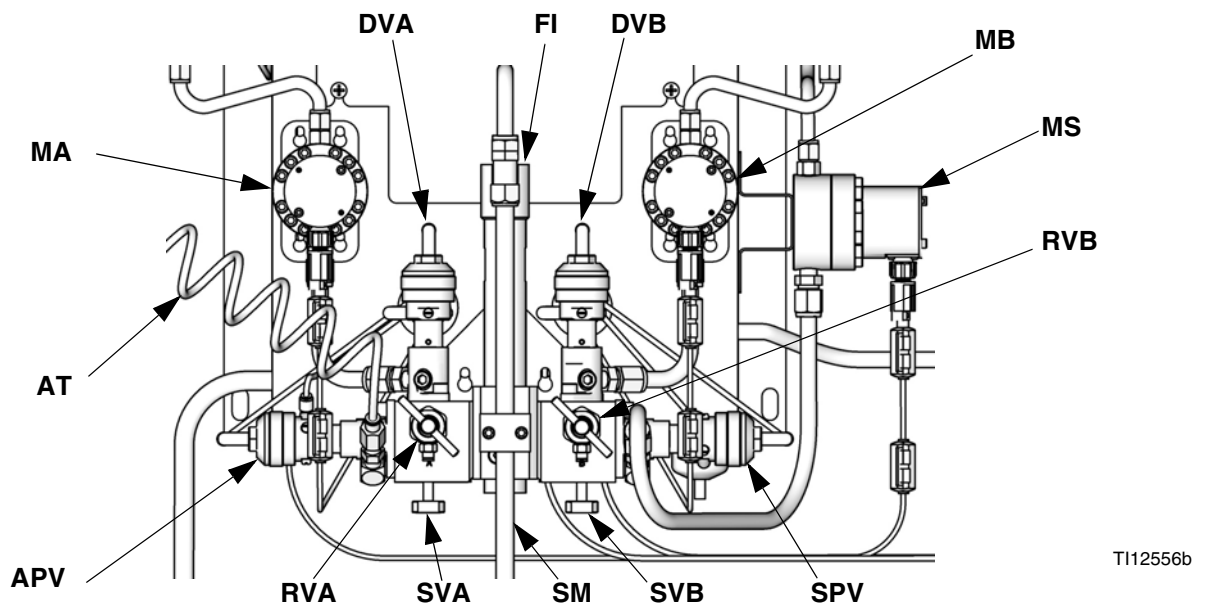 DVA
FI
DVB
MB
MA
MS
RVB
AT
APV
RVA
SVA
SM
SVB
SPV
TI12556b